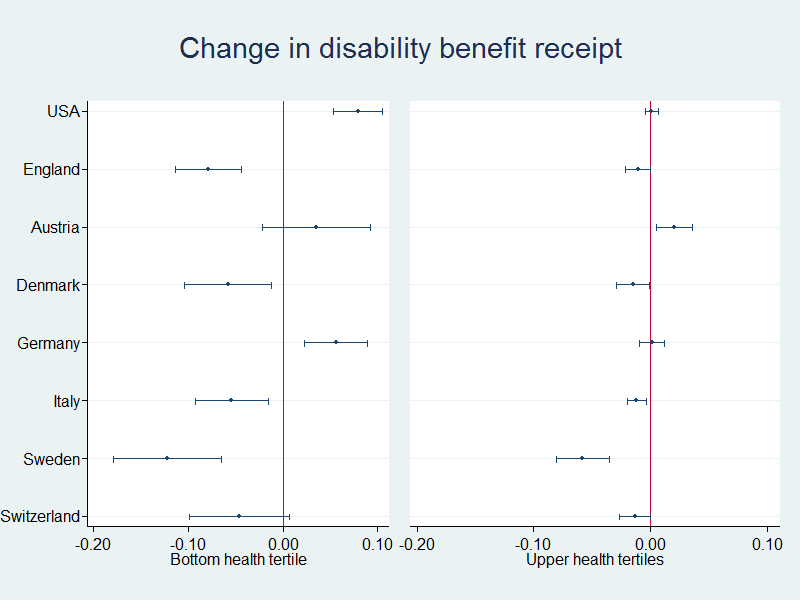 Change in disability benefit receipt
USA
England
Austria
Denmark
Germany
Italy
Sweden
Switzerland
-0.20 -0.10 0.00 0.10
Bottom health tertile
-0.20 -0.10 0.00 0.10
Upper health tertiles